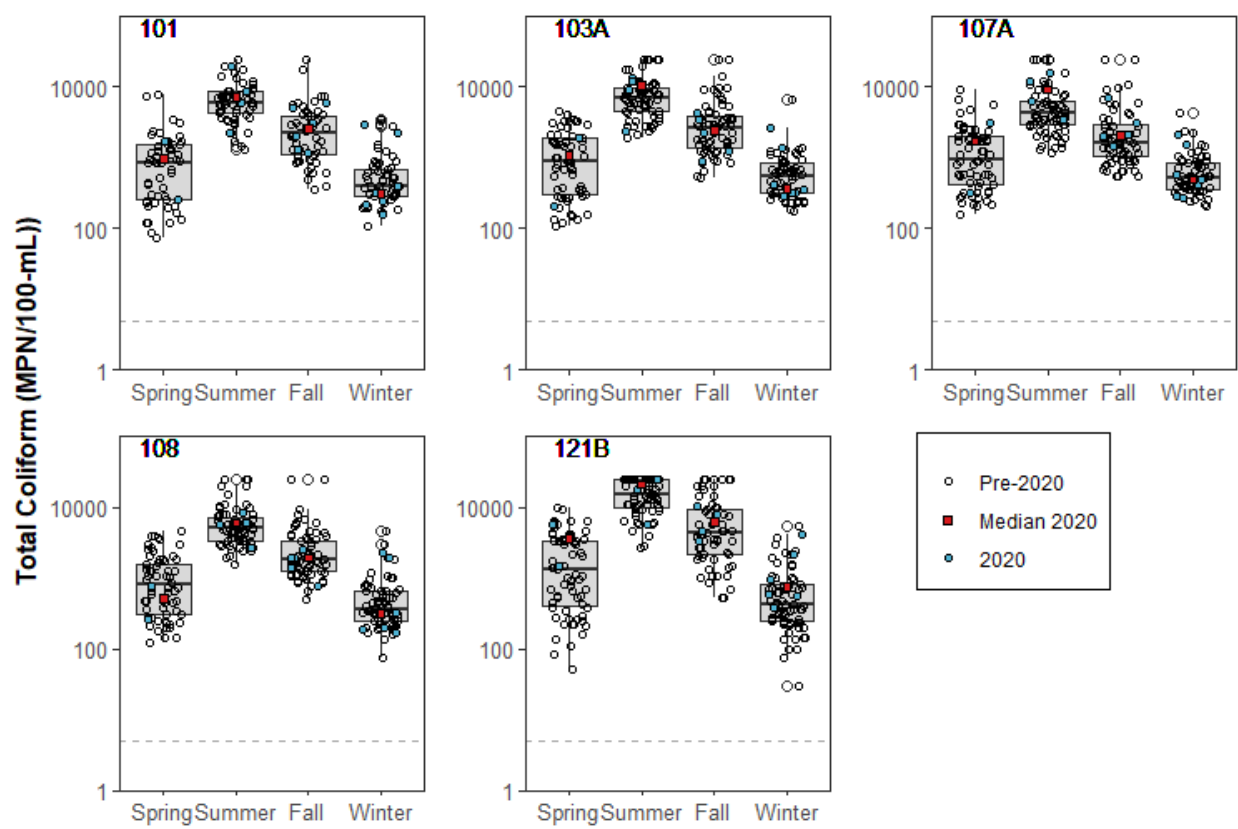 101
103A
107A
10000
100
1
Spring Summer Fall Winter
10000
100
1
Spring Summer Fall Winter
10000
100
1
Spring Summer Fall Winter
Total Coliform (MPN/100-mL))
108
121B
10000
100
1
Spring Summer Fall Winter
10000
100
1
Spring Summer Fall Winter
Pre-2020
Median 2020
2020